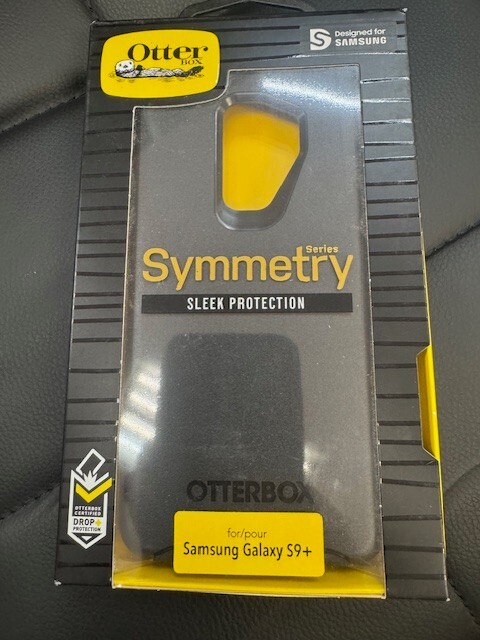 Otter
BOX
Designed for
SAMSUNG
Series
Symmetry
SLEEK PROTECTION
OTTERBOX
OTTERBOX
CERTIFIED
DROP+
PROTECTION
for/pour
Samsung Galaxy S9+